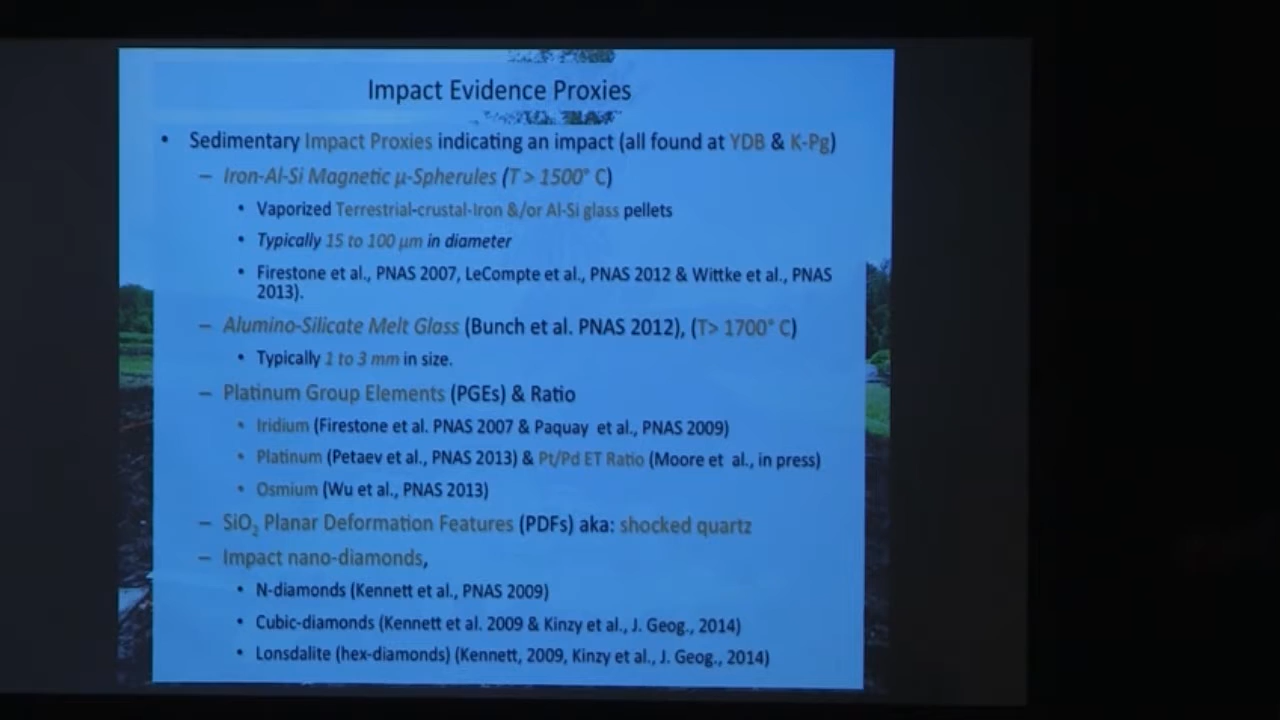 Impact Evidence Proxies
• Sedimentary Impact Proxies indicating an impact (all found at YDB & K-Pg)
– Iron-Al-Si Magnetic μ-Spherules (T > 1500° C)
• Vaporized Terrestrial-crustal-Iron &/or Al-Si glass pellets
• Typically 15 to 100 μm in diameter
• Firestone et al., PNAS 2007, LeCompte et al., PNAS 2012 & Wittke et al., PNAS
2013).
– Alumino-Silicate Melt Glass (Bunch et al. PNAS 2012), (T> 1700° C)
• Typically 1 to 3 mm in size.
– Platinum Group Elements (PGEs) & Ratio
• Iridium (Firestone et al. PNAS 2007 & Paquay et al., PNAS 2009)
• Platinum (Petaev et al., PNAS 2013) & Pt/Pd ET Ratio (Moore et al., in press)
• Osmium (Wu et al., PNAS 2013)
– SiO₂ Planar Deformation Features (PDFs) aka: shocked quartz
– Impact nano-diamonds,
• N-diamonds (Kennett et al., PNAS 2009)
• Cubic-diamonds (Kennett et al. 2009 & Kinzy et al., J. Geog., 2014)
• Lonsdalite (hex-diamonds) (Kennett, 2009, Kinzy et al., J. Geog., 2014)